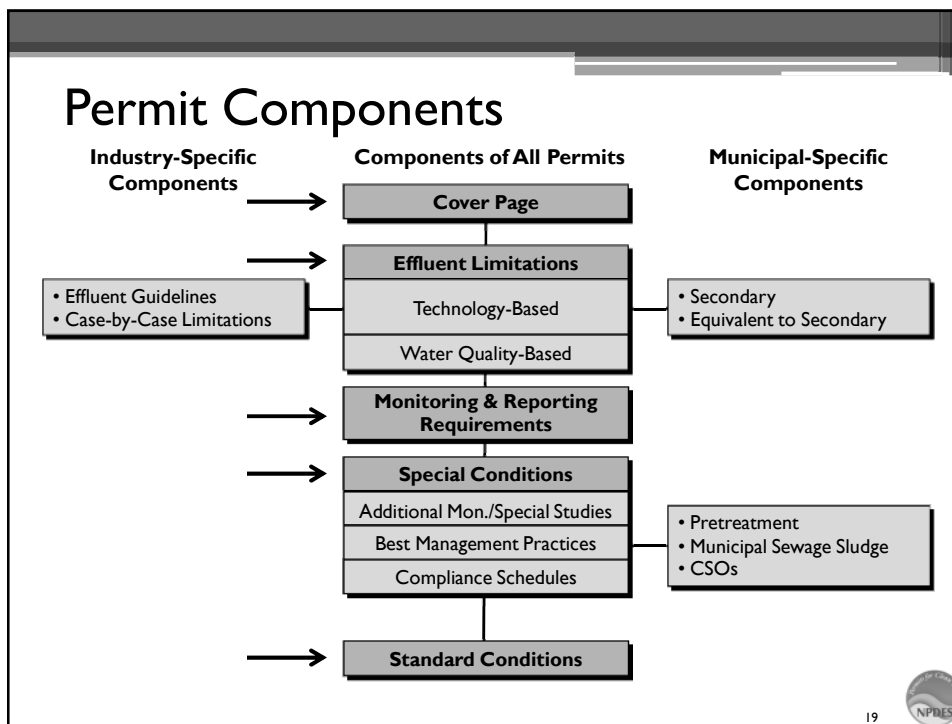 Permit Components
Industry-Specific
Components
Components of All Permits
Municipal-Specific
Components
Cover Page
Effluent Limitations
• Effluent Guidelines
• Case-by-Case Limitations
Technology-Based
• Secondary
• Equivalent to Secondary
Water Quality-Based
Monitoring & Reporting
Requirements
Special Conditions
Additional Mon./Special Studies
Best Management Practices
Compliance Schedules
• Pretreatment
• Municipal Sewage Sludge
• CSOs
Standard Conditions
19
NPDES